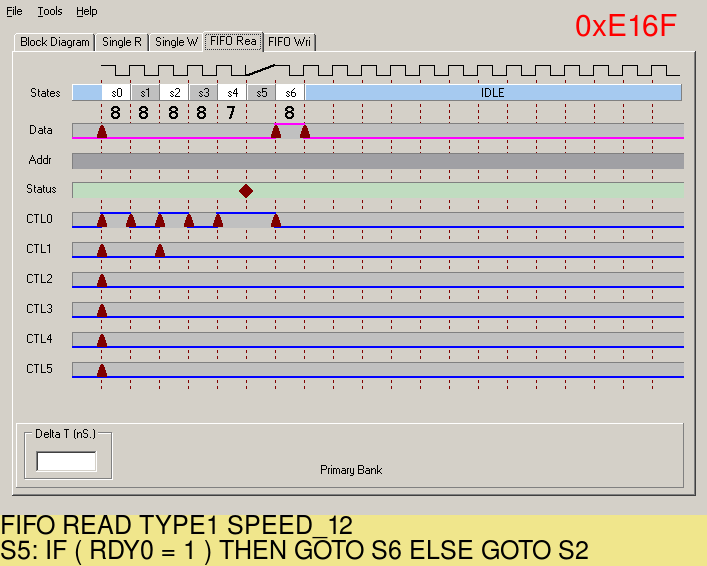 File Tools Help
0xE16F
Block Diagram Single R Single W FIFO Rea FIFO Wri
States s0 s1 s2 s3 s4 s5 s6 IDLE
8 8 8 8 7 8
Data
Addr
Status
CTL0
CTL1
CTL2
CTL3
CTL4
CTL5
Delta T (nS.)
Primary Bank
FIFO READ TYPE1 SPEED_12
S5: IF ( RDY0 = 1 ) THEN GOTO S6 ELSE GOTO S2